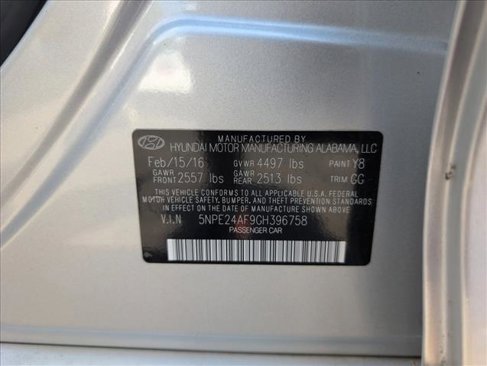 MANUFACTURED BY
HYUNDAI MOTOR MANUFACTURING ALABAMA, LLC
Feb/15/16 GVWR 4497 lbs PAINT Y8
GAWR FRONT 2557 lbs GAWR REAR 2513 lbs TRIM GG
THIS VEHICLE CONFORMS TO ALL APPLICABLE U.S.A. FEDERAL
MOTOR VEHICLE SAFETY, BUMPER, AND THEFT PREVENTION STANDARDS
IN EFFECT ON THE DATE OF MANUFACTURE SHOWN ABOVE.
V.I.N 5NPE24AF9GH396758
PASSENGER CAR